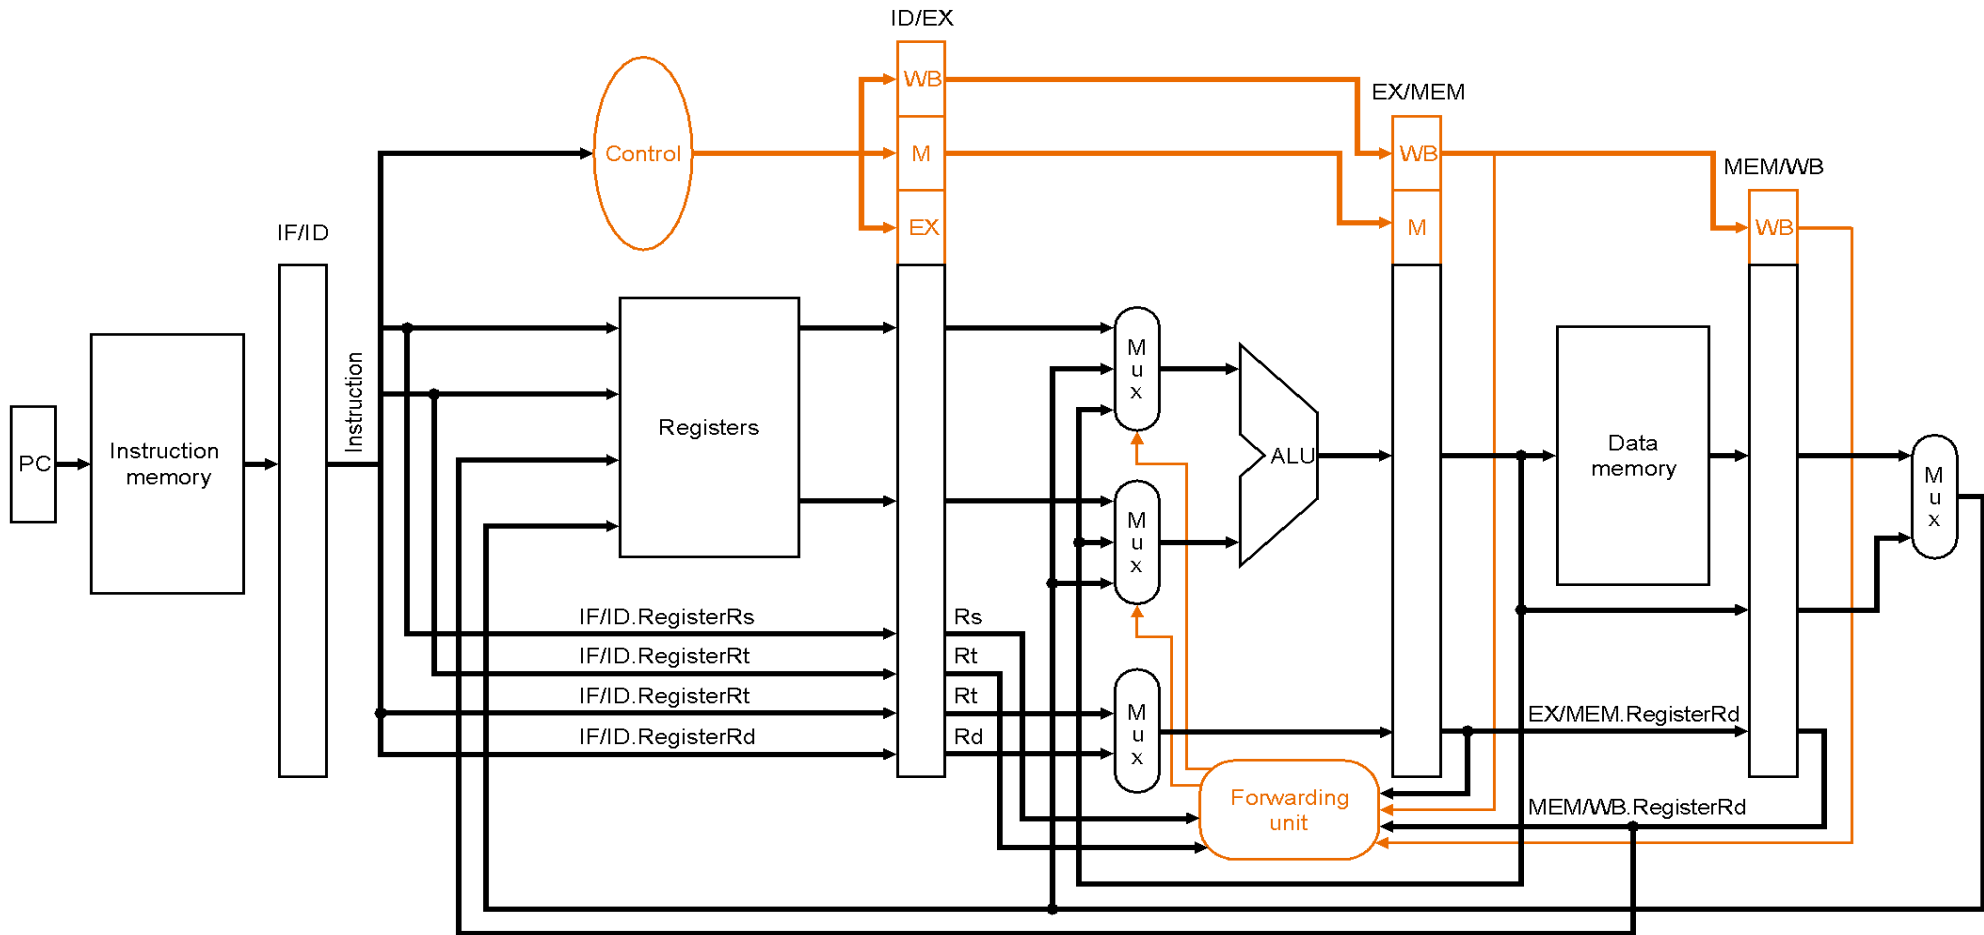 ID/EX
WB
EX/MEM
Control
M
WB
MEM/WB
IF/ID
EX
M
WB
Instruction
M
u
x
PC
Instruction
memory
Registers
ALU
Data
memory
M
u
x
M
u
x
IF/ID.RegisterRs
Rs
IF/ID.RegisterRt
Rt
IF/ID.RegisterRt
Rt
IF/ID.RegisterRd
Rd
M
u
x
EX/MEM.RegisterRd
Forwarding
unit
MEM/WB.RegisterRd